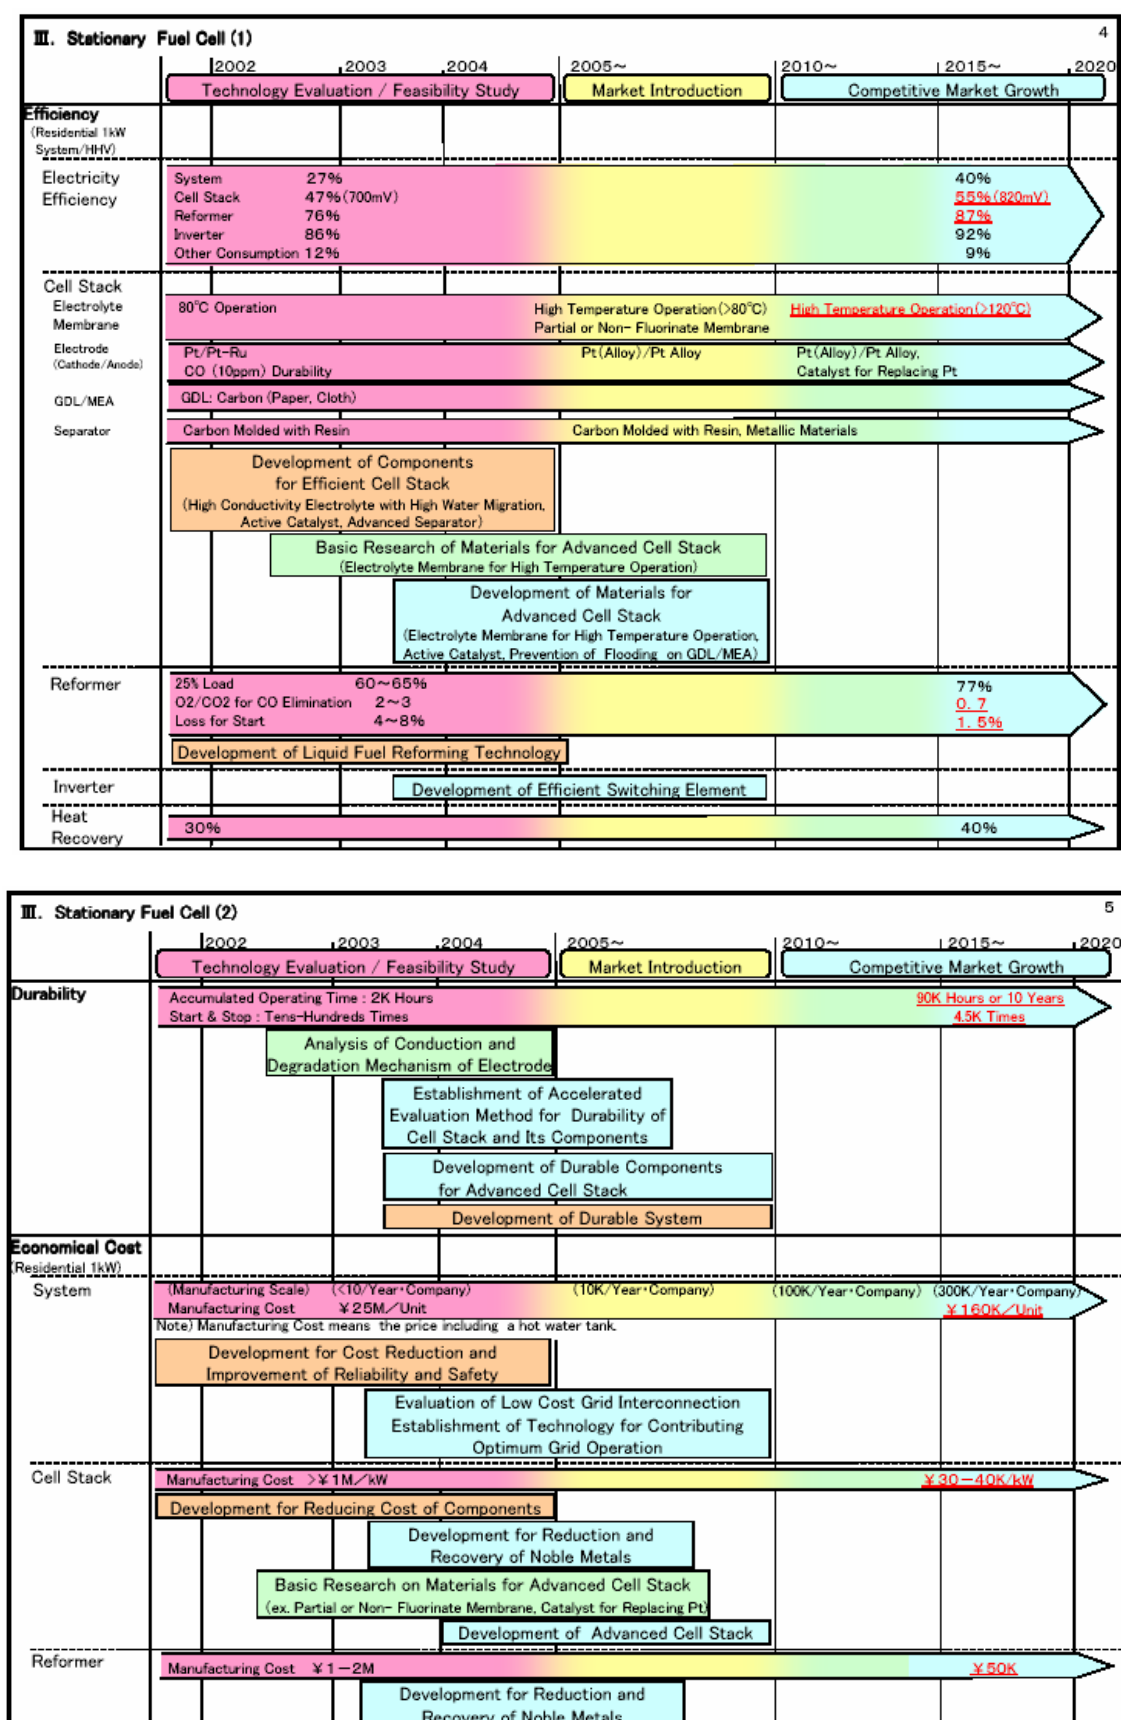 III. Stationary Fuel Cell (1)
4
2002 2003 2004 2005~ 2010~ 2015~ 2020
Technology Evaluation / Feasibility Study Market Introduction Competitive Market Growth
Efficiency
(Residential 1kW
System/HHV)
Electricity
Efficiency
System 27% 40%
Cell Stack 47%(700mV) 55%(820mV)
Reformer 76% 87%
Inverter 86% 92%
Other Consumption 12% 9%
Cell Stack
Electrolyte
Membrane
80℃ Operation High Temperature Operation(>80℃) High Temperature Operation(>120℃)
Partial or Non- Fluorinate Membrane
Electrode
(Cathode/Anode)
Pt/Pt-Ru Pt(Alloy)/Pt Alloy Pt(Alloy)/Pt Alloy,
CO (10ppm) Durability Catalyst for Replacing Pt
GDL/MEA GDL: Carbon (Paper, Cloth)
Separator Carbon Molded with Resin Carbon Molded with Resin, Metallic Materials
Development of Components
for Efficient Cell Stack
(High Conductivity Electrolyte with High Water Migration,
Active Catalyst, Advanced Separator)
Basic Research of Materials for Advanced Cell Stack
(Electrolyte Membrane for High Temperature Operation)
Development of Materials for
Advanced Cell Stack
(Electrolyte Membrane for High Temperature Operation,
Active Catalyst, Prevention of Flooding on GDL/MEA)
Reformer
25% Load 60~65% 77%
O2/CO2 for CO Elimination 2~3 0.7
Loss for Start 4~8% 1.5%
Development of Liquid Fuel Reforming Technology
Inverter Development of Efficient Switching Element
Heat
Recovery
30% 40%
III. Stationary Fuel Cell (2)
5
2002 2003 2004 2005~ 2010~ 2015~ 2020
Technology Evaluation / Feasibility Study Market Introduction Competitive Market Growth
Durability
Accumulated Operating Time : 2K Hours 90K Hours or 10 Years
Start & Stop : Tens-Hundreds Times 4.5K Times
Analysis of Conduction and
Degradation Mechanism of Electrode
Establishment of Accelerated
Evaluation Method for Durability of
Cell Stack and Its Components
Development of Durable Components
for Advanced Cell Stack
Development of Durable System
Economical Cost
(Residential 1kW)
System
(Manufacturing Scale) (<10/Year・Company) (10K/Year・Company) (100K/Year・Company) (300K/Year・Company)
Manufacturing Cost ¥25M/Unit ¥160K/Unit
Note) Manufacturing Cost means the price including a hot water tank.
Development for Cost Reduction and
Improvement of Reliability and Safety
Evaluation of Low Cost Grid Interconnection
Establishment of Technology for Contributing
Optimum Grid Operation
Cell Stack
Manufacturing Cost >¥1M/kW ¥30-40K/kW
Development for Reducing Cost of Components
Development for Reduction and
Recovery of Noble Metals
Basic Research on Materials for Advanced Cell Stack
(ex. Partial or Non- Fluorinate Membrane, Catalyst for Replacing Pt)
Development of Advanced Cell Stack
Reformer
Manufacturing Cost ¥1-2M ¥50K
Development for Reduction and
Recovery of Noble Metals